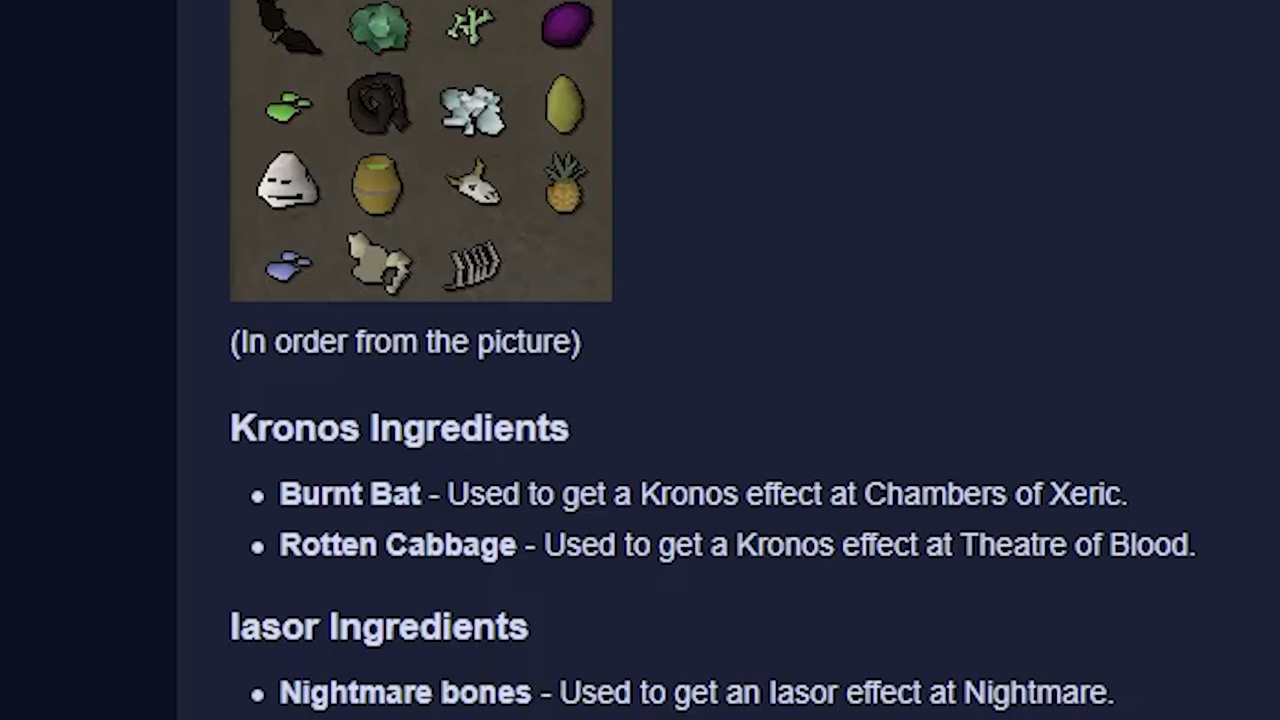 (In order from the picture)
Kronos Ingredients
• Burnt Bat - Used to get a Kronos effect at Chambers of Xeric.
• Rotten Cabbage - Used to get a Kronos effect at Theatre of Blood.
Iasor Ingredients
• Nightmare bones - Used to get an Iasor effect at Nightmare.